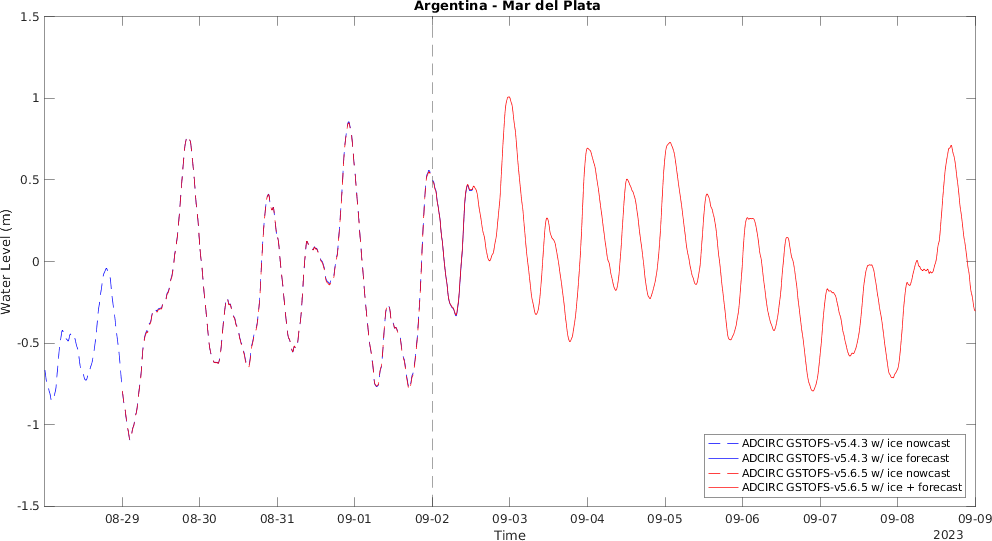 Argentina - Mar del Plata
Water Level (m)
1.5
1
0.5
0
-0.5
-1
-1.5
ADCIRC GSTOFS-v5.4.3 w/ ice nowcast
ADCIRC GSTOFS-v5.4.3 w/ ice forecast
ADCIRC GSTOFS-v5.6.5 w/ ice nowcast
ADCIRC GSTOFS-v5.6.5 w/ ice + forecast
08-29 08-30 08-31 09-01 09-02 09-03 09-04 09-05 09-06 09-07 09-08 09-09
Time
2023